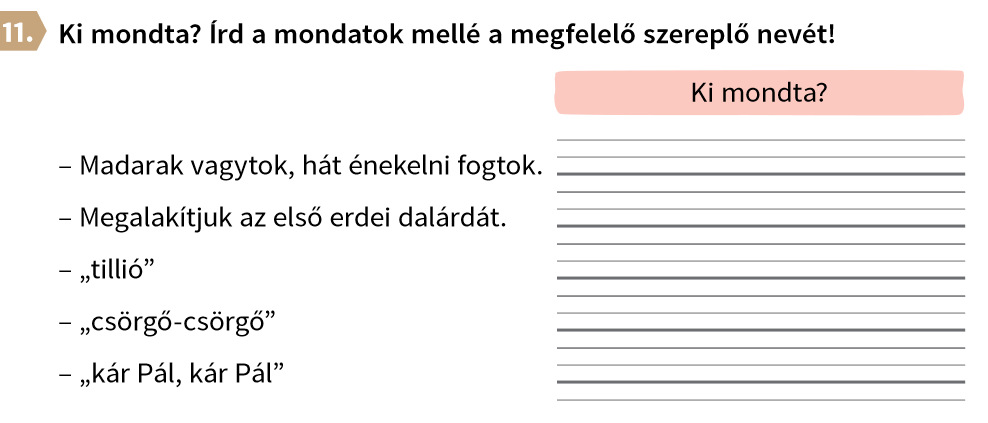 11. Ki mondta? Írd a mondatok mellé a megfelelő szereplő nevét!
Ki mondta?
– Madarak vagytok, hát énekelni fogtok.
– Megalakítjuk az első erdei dalárdát.
– „tillió”
– „csörgő-csörgő”
– „kár Pál, kár Pál”